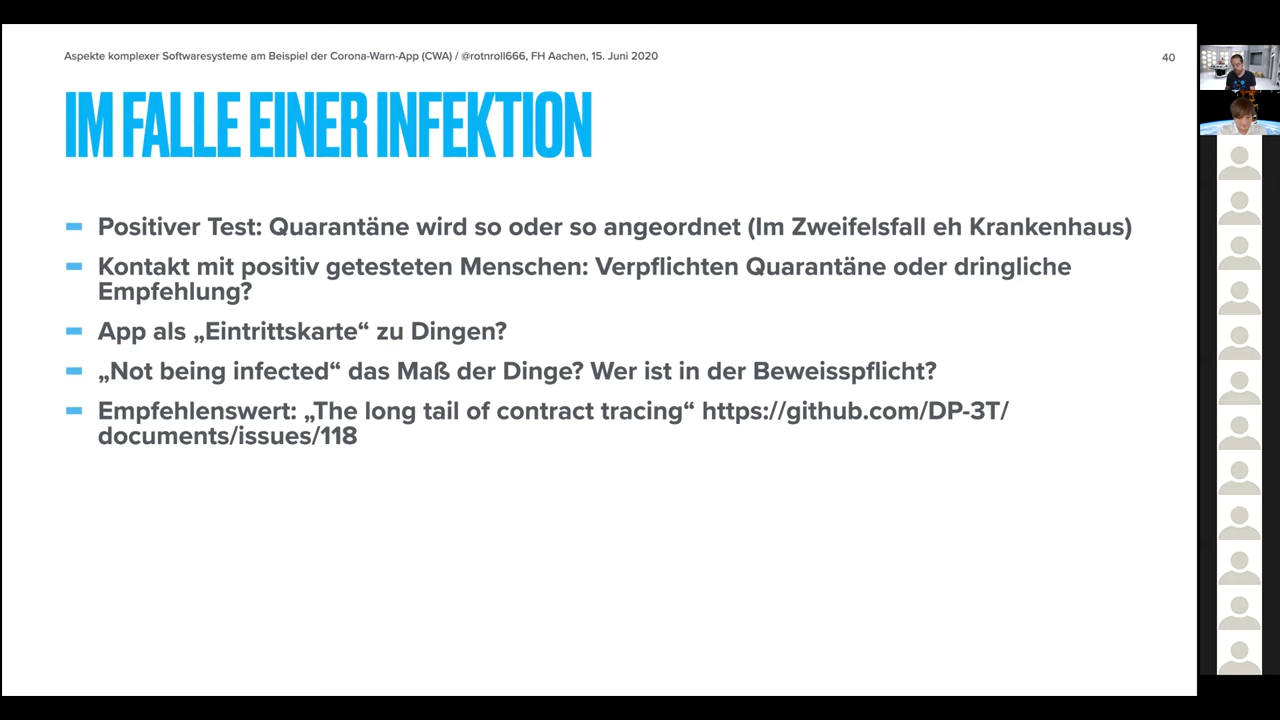 Aspekte komplexer Softwaresysteme am Beispiel der Corona-Warn-App (CWA) / @rotnroll666, FH Aachen, 15. Juni 2020
40
IM FALLE EINER INFEKTION
Positiver Test: Quarantäne wird so oder so angeordnet (Im Zweifelsfall eh Krankenhaus)
Kontakt mit positiv getesteten Menschen: Verpflichten Quarantäne oder dringliche
Empfehlung?
App als „Eintrittskarte“ zu Dingen?
„Not being infected“ das Maß der Dinge? Wer ist in der Beweisspflicht?
Empfehlenswert: „The long tail of contract tracing“ https://github.com/DP-3T/
documents/issues/118